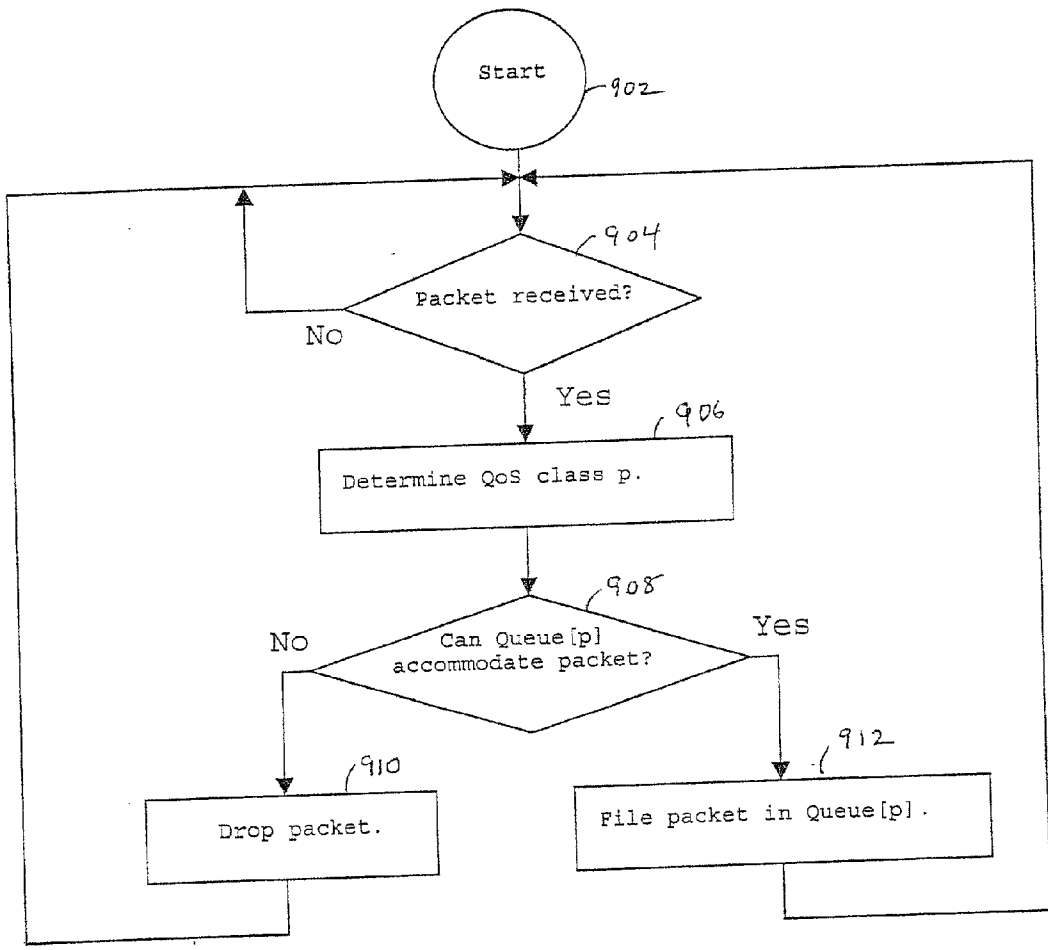 Start
902
904
Packet received?
No
Yes
906
Determine QoS class p.
908
No
Can Queue[p]
accommodate packet?
Yes
910
912
Drop packet.
File packet in Queue[p].